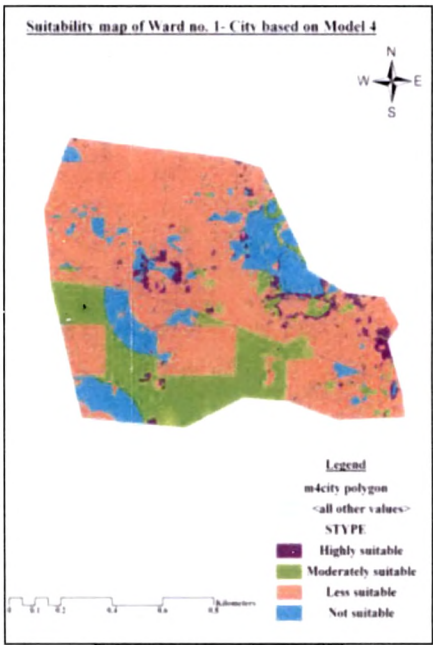 Suitability map of Ward no. 1- City based on Model 4
N
W E
S
Legend
m4city polygon
<all other values>
STYPE
Highly suitable
Moderately suitable
Less suitable
Not suitable
Kilometers
0 0.1 0.2 0.4 0.6 0.8